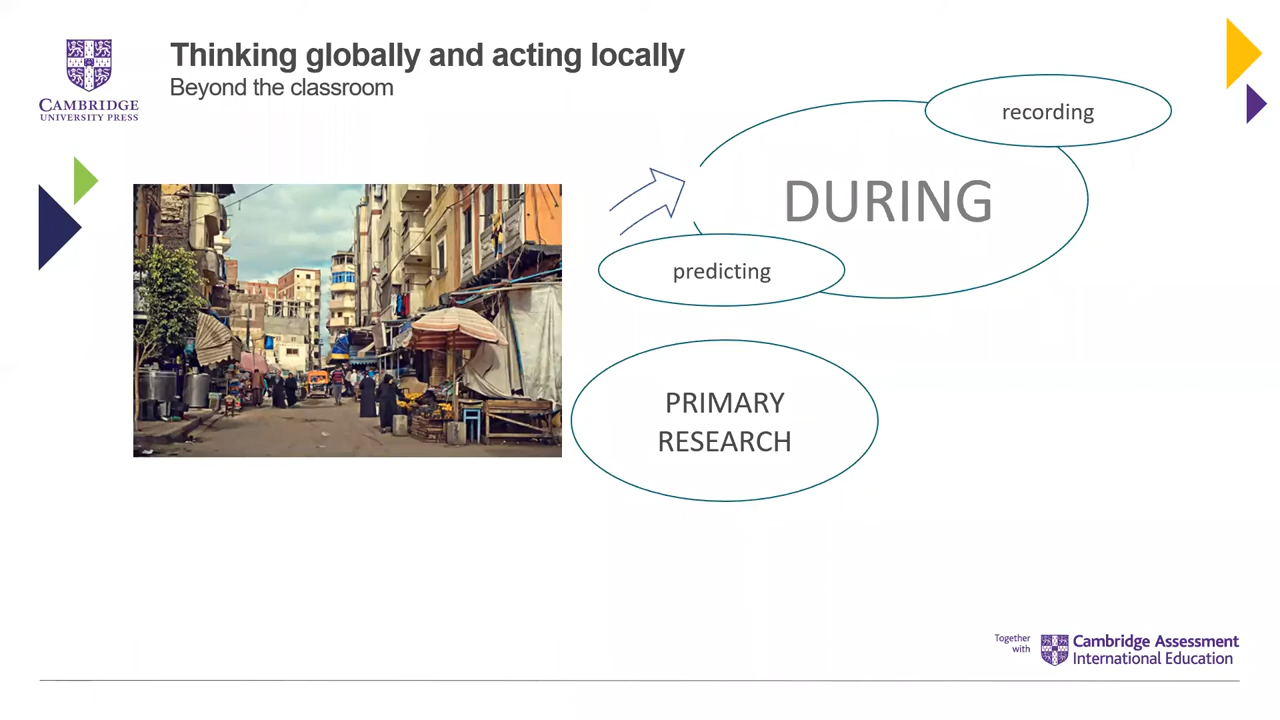 Thinking globally and acting locally
Beyond the classroom
CAMBRIDGE
UNIVERSITY PRESS
recording
DURING
predicting
PRIMARY
RESEARCH
Together
with
Cambridge Assessment
International Education